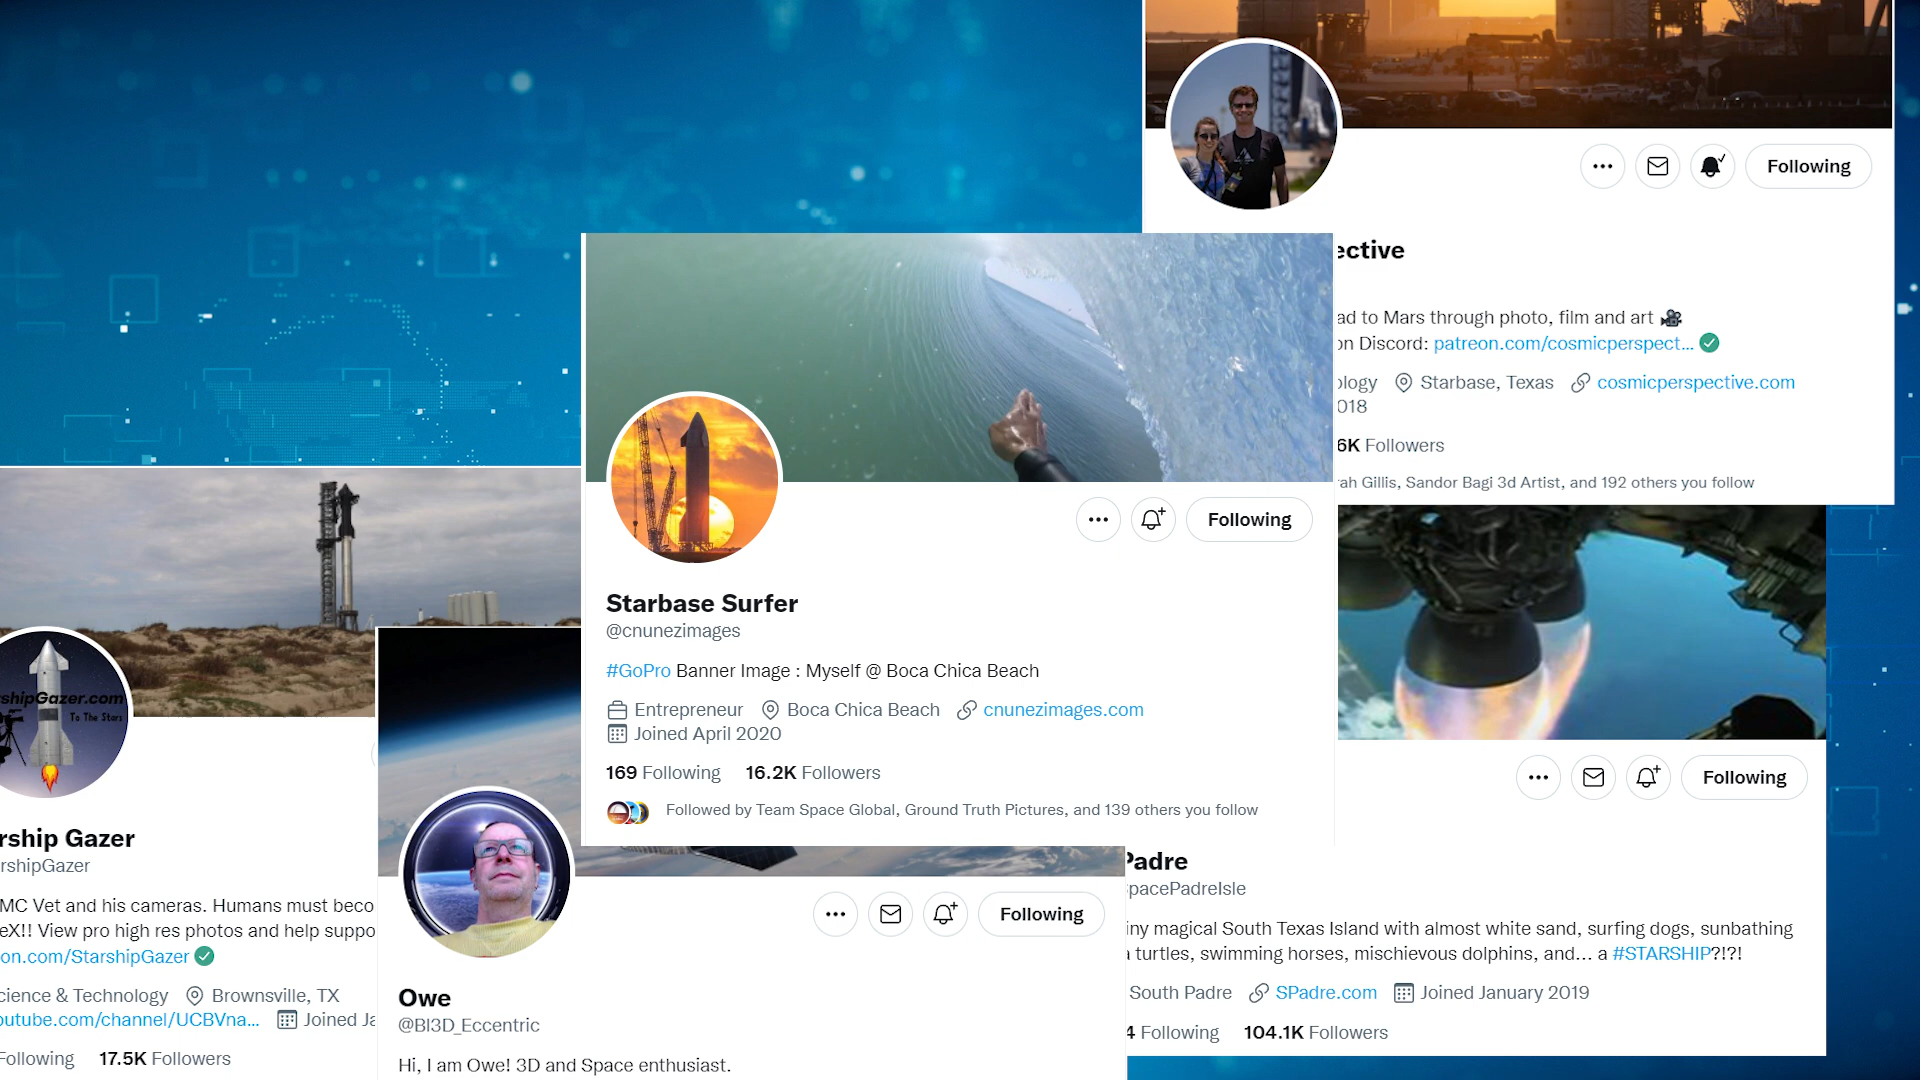 Following
ective
ad to Mars through photo, film and art
on Discord: patreon.com/cosmicperspect...
ology Starbase, Texas cosmicperspective.com
018
6K Followers
rah Gillis, Sandor Bagi 3d Artist, and 192 others you follow
Following
Starbase Surfer
@cnunezimages
#GoPro Banner Image : Myself @ Boca Chica Beach
Entrepreneur Boca Chica Beach cnunezimages.com
Joined April 2020
169 Following 16.2K Followers
Followed by Team Space Global, Ground Truth Pictures, and 139 others you follow
rshipGazer.com
To The Stars
rship Gazer
rshipGazer
MC Vet and his cameras. Humans must beco
eX!! View pro high res photos and help suppo
on.com/StarshipGazer
cience & Technology Brownsville, TX
outube.com/channel/UCBVna... Joined Ja
Following 17.5K Followers
Following
Owe
@Bl3D_Eccentric
Hi, I am Owe! 3D and Space enthusiast.
Following
Padre
SpacePadreIsle
iny magical South Texas Island with almost white sand, surfing dogs, sunbathing
a turtles, swimming horses, mischievous dolphins, and... a #STARSHIP?!?!
South Padre SPadre.com Joined January 2019
4 Following 104.1K Followers